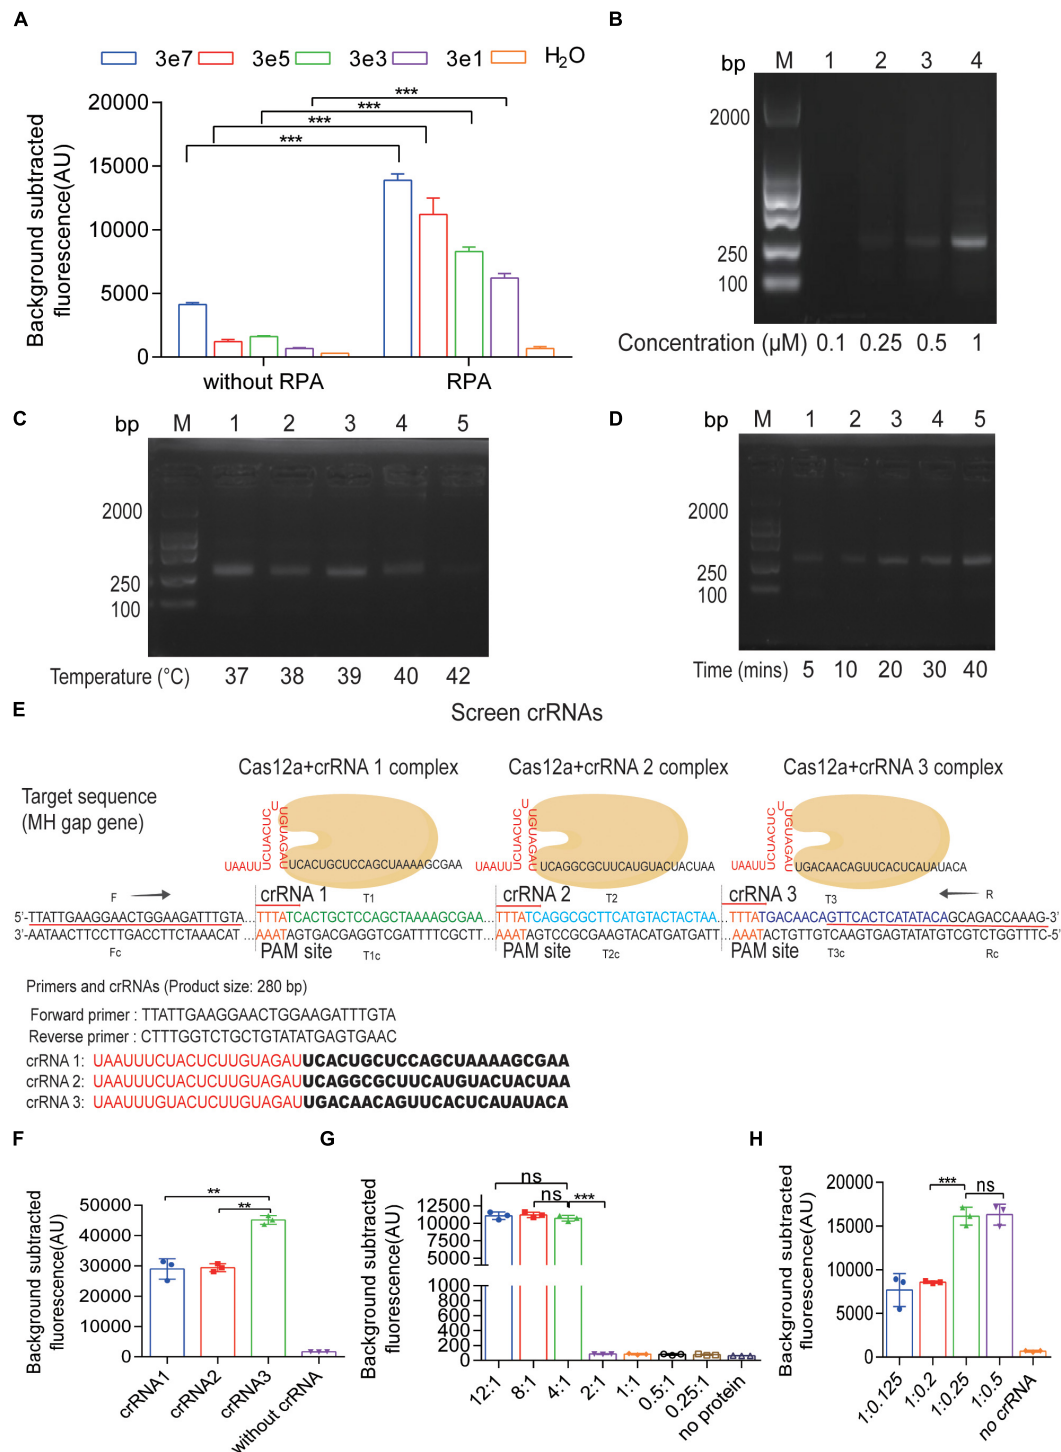 A
3e7 3e5 3e3 3e1 H2O
Background subtracted
fluorescence(AU)
20000
15000
10000
5000
0
***
***
***
***
without RPA RPA
B
bp M 1 2 3 4
2000
250
100
Concentration (µM) 0.1 0.25 0.5 1
C
bp M 1 2 3 4 5
2000
250
100
Temperature (°C) 37 38 39 40 42
D
bp M 1 2 3 4 5
2000
250
100
Time (mins) 5 10 20 30 40
E
Screen crRNAs
Cas12a+crRNA 1 complex Cas12a+crRNA 2 complex Cas12a+crRNA 3 complex
Target sequence
(MH gap gene)
UAAUUUCUACUCUUGUAGAUUCACUGCUCCAGCUAAAAGCGAA
UAAUUUCUACUCUUGUAGAUUCAGGCGCUUCAUGUACUACUAA
UAAUUUCUACUCUUGUAGAUUGACAACAGUUCACUCAUAUACA
F crRNA 1 T1 crRNA 2 T2 crRNA 3 T3 R
5'-TTATTGAAGGAACTGGAAGATTTGTA...TTTATCACTGCTCCAGCTAAAAGCGAA...TTTATCAGGCGCTTCATGTACTACTAA...TTTATGACAACAGTTCACTCATATACAGCAGACCAAAG-3'
3'-AATAACTTCCTTGACCTTCTAAACAT...AAATAGTGACGAGGTCGATTTTCGCTT...AAATAGTCCGCGAAGTACATGATGATT...AAATACTGTTGTCAAGTGAGTATATGTCGTCTGGTTTC-5'
Fc PAM site T1c PAM site T2c PAM site T3c Rc
Primers and crRNAs (Product size: 280 bp)
Forward primer : TTATTGAAGGAACTGGAAGATTTGTA
Reverse primer : CTTTGGTCTGCTGTATATGAGTGAAC
crRNA 1: UAAUUUCUACUCUUGUAGAUUCACUGCUCCAGCUAAAAGCGAA
crRNA 2: UAAUUUCUACUCUUGUAGAUUCAGGCGCUUCAUGUACUACUAA
crRNA 3: UAAUUUGUACUCUUGUAGAUUGACAACAGUUCACUCAUAUACA
F
Background subtracted
fluorescence(AU)
50000
40000
30000
20000
10000
0
**
**
crRNA1 crRNA2 crRNA3 without crRNA
G
Background subtracted
fluorescence(AU)
12500
10000
7500
5000
1000
800
600
400
200
0
ns
ns ***
12:1 8:1 4:1 2:1 1:1 0.5:1 0.25:1 no protein
H
Background subtracted
fluorescence(AU)
20000
15000
10000
5000
0
*** ns
1:0.125 1:0.2 1:0.25 1:0.5 no crRNA